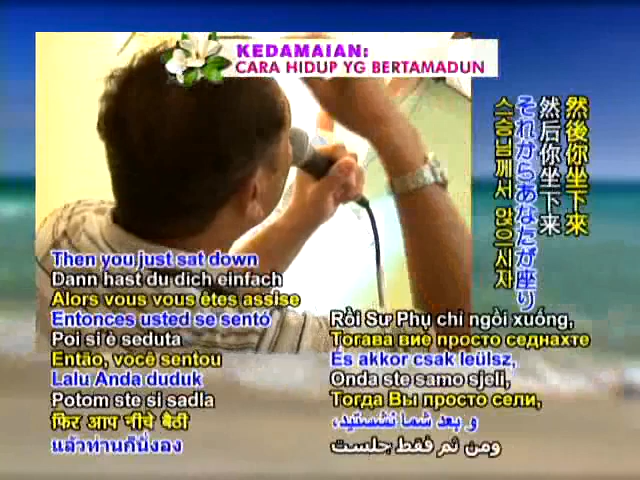 KEDAMAIAN:
CARA HIDUP YG BERTAMADUN
然後你坐下來
然后你坐下来
それからあなたが座り
스승님께서 앉으시자
Then you just sat down
Dann hast du dich einfach
Alors vous vous êtes assise
Entonces usted se sentó
Poi si è seduta
Então, você sentou
Lalu Anda duduk
Potom ste si sadla
फिर आप नीचे बैठी
แล้วท่านก็นั่งลง
Rồi Sư Phụ chỉ ngồi xuống,
Тогава вие просто седнахте
És akkor csak leülsz,
Onda ste samo sjeli,
Тогда Вы просто сели,
و بعد شما نشستید،
ومن ثم فقط جلست